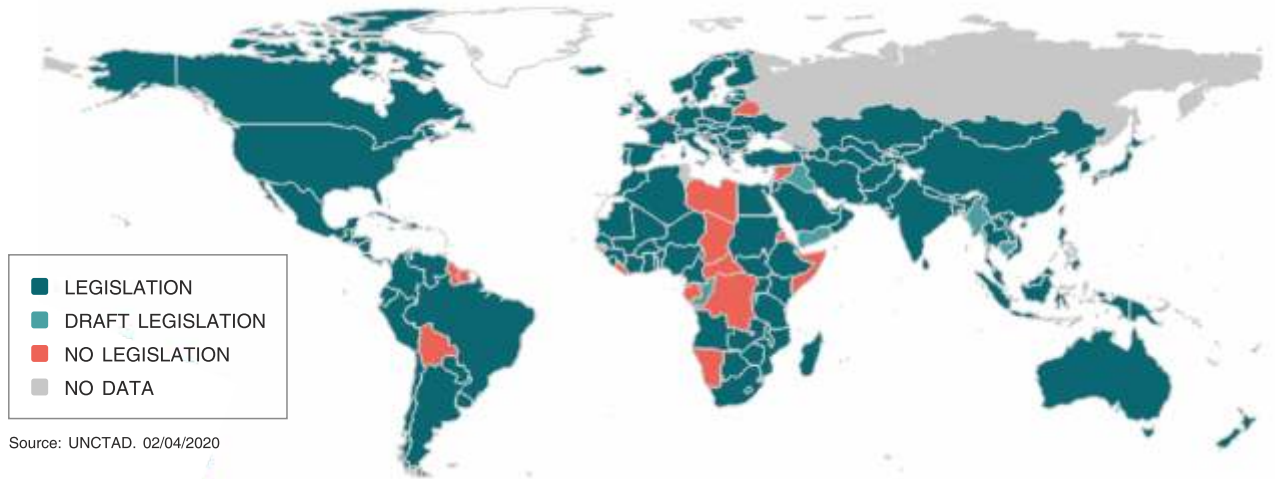 LEGISLATION
DRAFT LEGISLATION
NO LEGISLATION
NO DATA
Source: UNCTAD. 02/04/2020